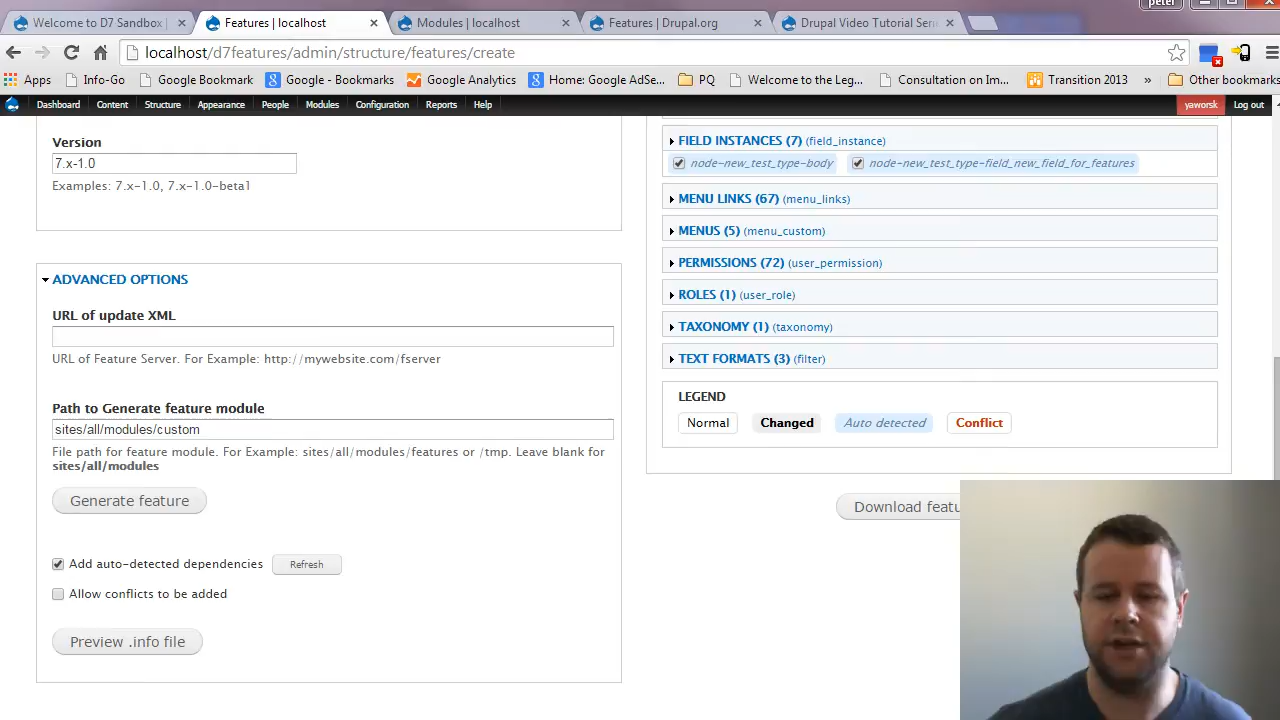 peter
Welcome to D7 Sandbox
Features | localhost
Modules | localhost
Features | Drupal.org
Drupal Video Tutorial Seri
localhost/d7features/admin/structure/features/create
Apps
Info-Go
Google Bookmark
Google - Bookmarks
Google Analytics
Home: Google AdSe...
PQ
Welcome to the Leg...
Consultation on Im...
Transition 2013
»
Other bookmarks
Dashboard
Content
Structure
Appearance
People
Modules
Configuration
Reports
Help
yaworsk
Log out
Version
7.x-1.0
Examples: 7.x-1.0, 7.x-1.0-beta1
ADVANCED OPTIONS
URL of update XML
URL of Feature Server. For Example: http://mywebsite.com/fserver
Path to Generate feature module
sites/all/modules/custom
File path for feature module. For Example: sites/all/modules/features or /tmp. Leave blank for
sites/all/modules
Generate feature
Add auto-detected dependencies
Refresh
Allow conflicts to be added
Preview .info file
FIELD INSTANCES (7) (field_instance)
node-new_test_type-body
node-new_test_type-field_new_field_for_features
MENU LINKS (67) (menu_links)
MENUS (5) (menu_custom)
PERMISSIONS (72) (user_permission)
ROLES (1) (user_role)
TAXONOMY (1) (taxonomy)
TEXT FORMATS (3) (filter)
LEGEND
Normal
Changed
Auto detected
Conflict
Download featu